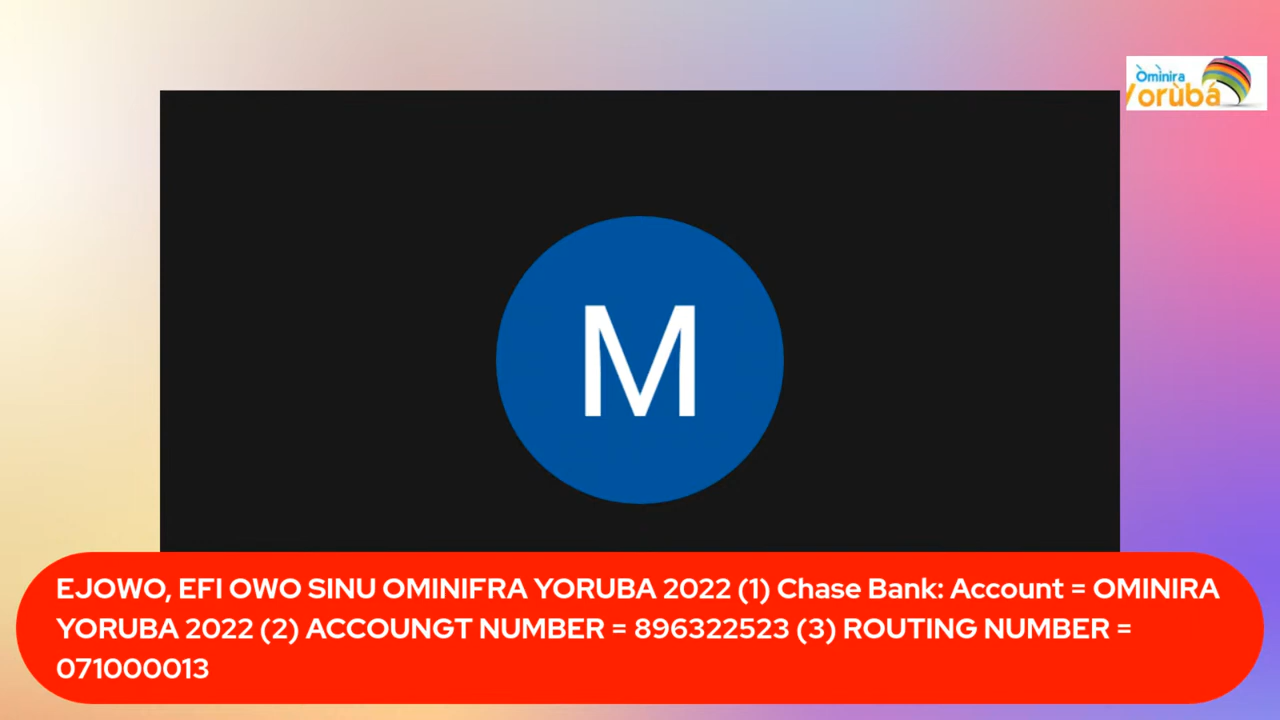 Òmìnira
Yorùbá
M
EJOWO, EFI OWO SINU OMINIFRA YORUBA 2022 (1) Chase Bank: Account = OMINIRA
YORUBA 2022 (2) ACCOUNGT NUMBER = 896322523 (3) ROUTING NUMBER =
071000013